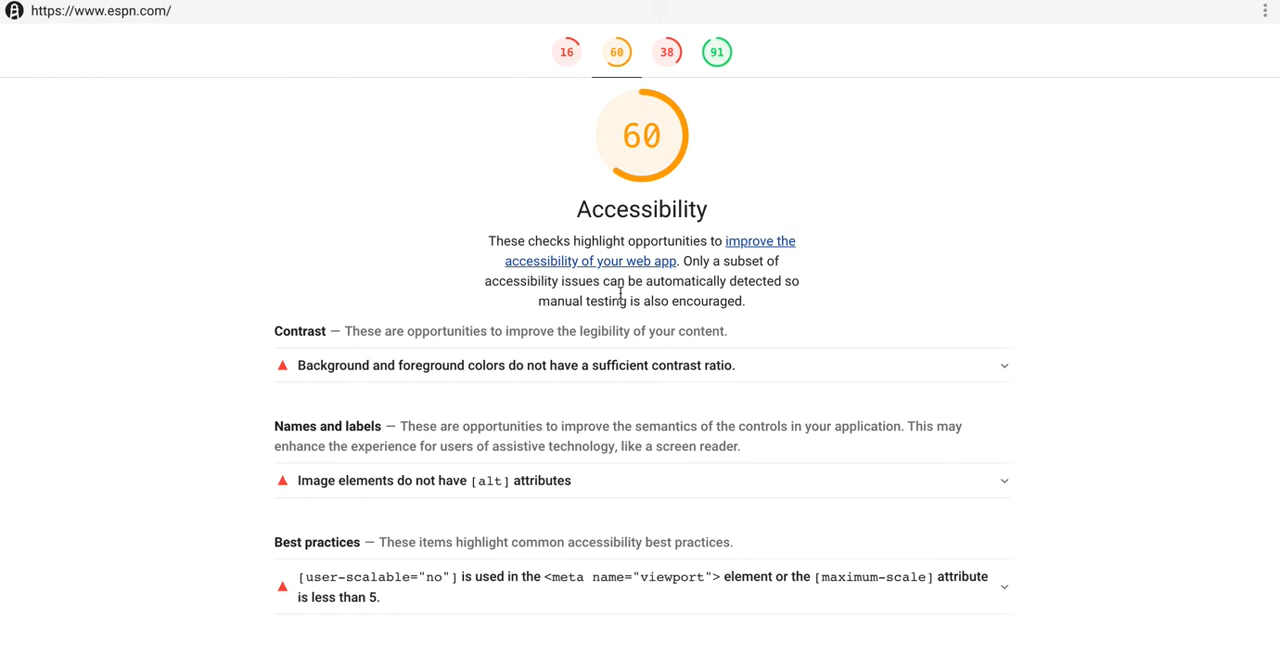 https://www.espn.com/
16 60 38 91
60
Accessibility
These checks highlight opportunities to improve the
accessibility of your web app. Only a subset of
accessibility issues can be automatically detected so
manual testing is also encouraged.
Contrast — These are opportunities to improve the legibility of your content.
Background and foreground colors do not have a sufficient contrast ratio.
Names and labels — These are opportunities to improve the semantics of the controls in your application. This may
enhance the experience for users of assistive technology, like a screen reader.
Image elements do not have [alt] attributes
Best practices — These items highlight common accessibility best practices.
[user-scalable="no"] is used in the <meta name="viewport"> element or the [maximum-scale] attribute
is less than 5.